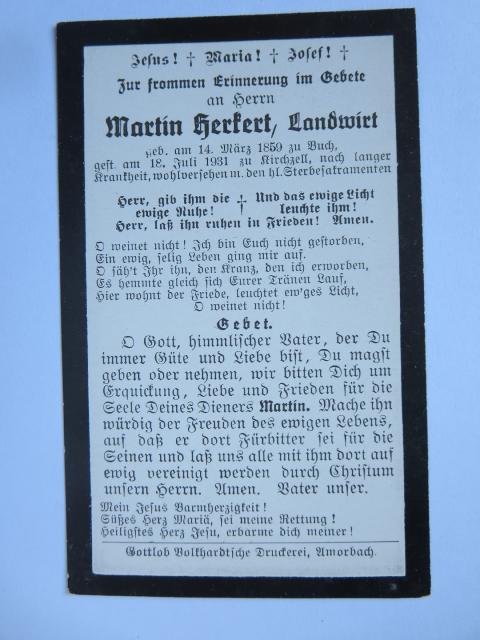 Jesus! † Maria! † Josef! †
Zur frommen Erinnerung im Gebete
an Herrn
Martin Herkert, Landwirt
geb. am 14. März 1859 zu Buch,
gest. am 18. Juli 1931 zu Kirchzell, nach langer
Krankheit, wohlversehen m. den hl. Sterbesakramenten
Herr, gib ihm die † Und das ewige Licht
ewige Ruhe! leuchte ihm!
Herr, laß ihn ruhen in Frieden! Amen.
O weinet nicht! Ich bin Euch nicht gestorben,
Ein ewig, selig Leben ging mir auf.
O säh't Ihr ihn, den Kranz, den ich erworben,
Es hemmte gleich sich Eurer Tränen Lauf,
Hier wohnt der Friede, leuchtet ew'ges Licht,
O weinet nicht!
Gebet.
O Gott, himmlischer Vater, der Du
immer Güte und Liebe bist, Du magst
geben oder nehmen, wir bitten Dich um
Erquickung, Liebe und Frieden für die
Seele Deines Dieners Martin. Mache ihn
würdig der Freuden des ewigen Lebens,
auf daß er dort Fürbitter sei für die
Seinen und laß uns alle mit ihm dort auf
ewig vereinigt werden durch Christum
unsern Herrn. Amen. Vater unser.
Mein Jesus Barmherzigkeit!
Süßes Herz Mariä, sei meine Rettung!
Heiligstes Herz Jesu, erbarme dich meiner!
Gottlob Volkhardtsche Druckerei, Amorbach.